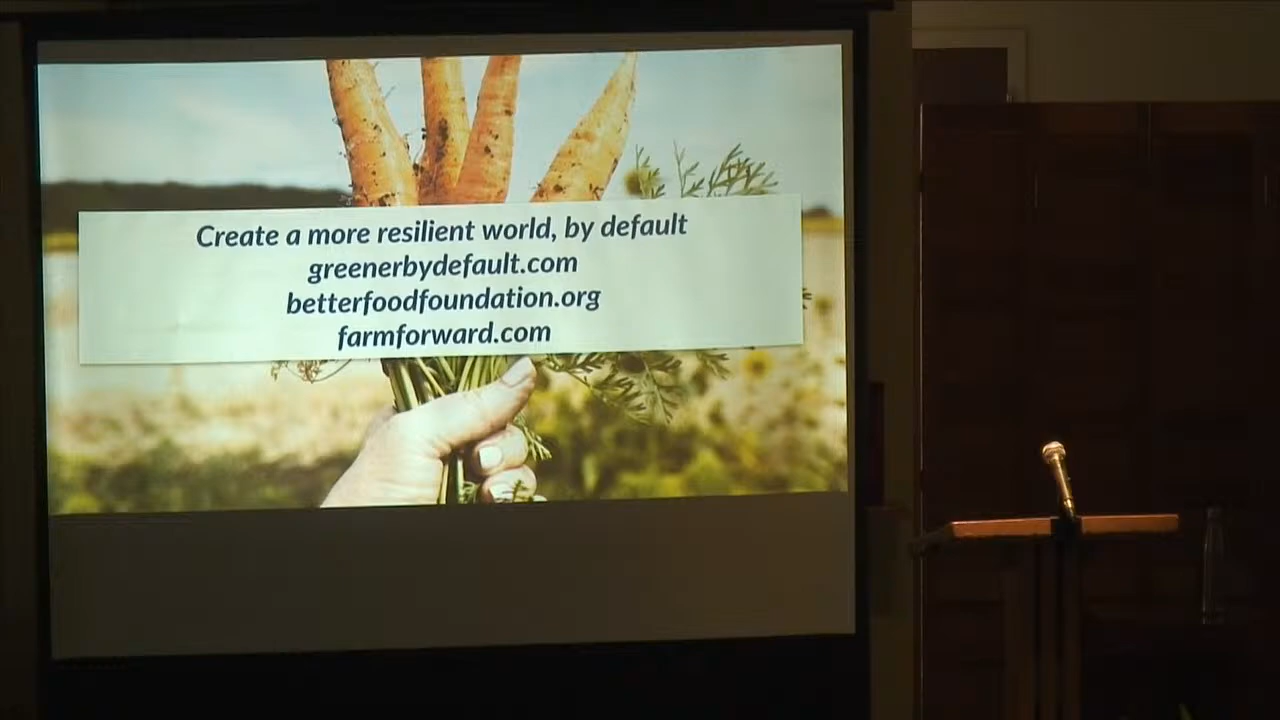 Create a more resilient world, by default
greenerbydefault.com
betterfoodfoundation.org
farmforward.com